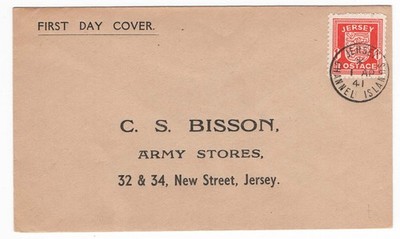 FIRST DAY COVER.
JERSEY
POSTAGE
JERSEY
1 AP
41
CHANNEL ISLANDS
C. S. BISSON,
ARMY STORES,
32 & 34, New Street, Jersey.